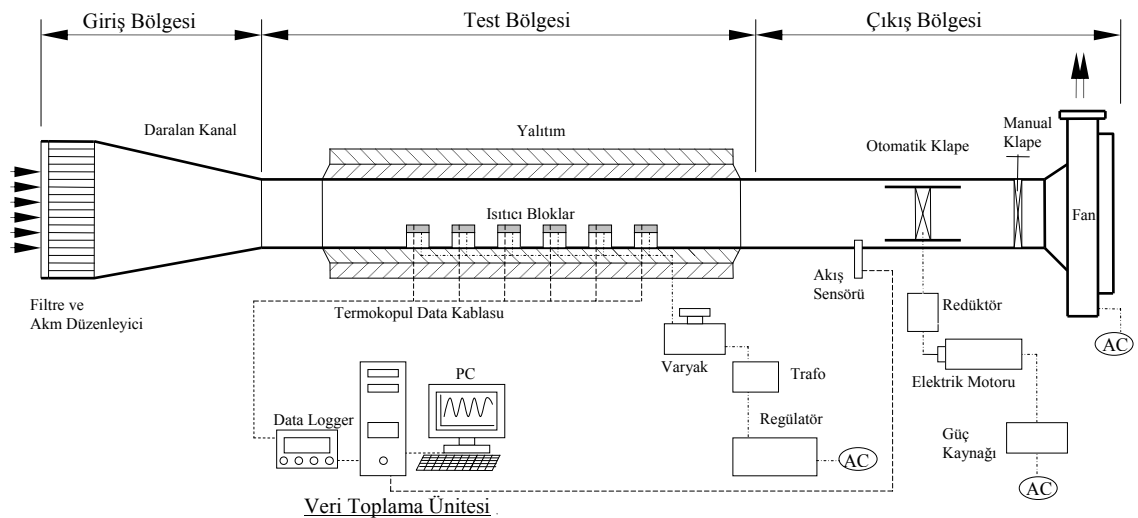 Giriş Bölgesi
Test Bölgesi
Çıkış Bölgesi
Daralan Kanal
Yalıtım
Otomatik Klape
Manual
Klape
Isıtıcı Bloklar
Fan
Filtre ve
Akm Düzenleyici
Termokopul Data Kablasu
Akış
Sensörü
Redüktör
AC
Varyak
Trafo
Elektrik Motoru
PC
Data Logger
Regülatör
AC
Güç
Kaynağı
AC
Veri Toplama Ünitesi